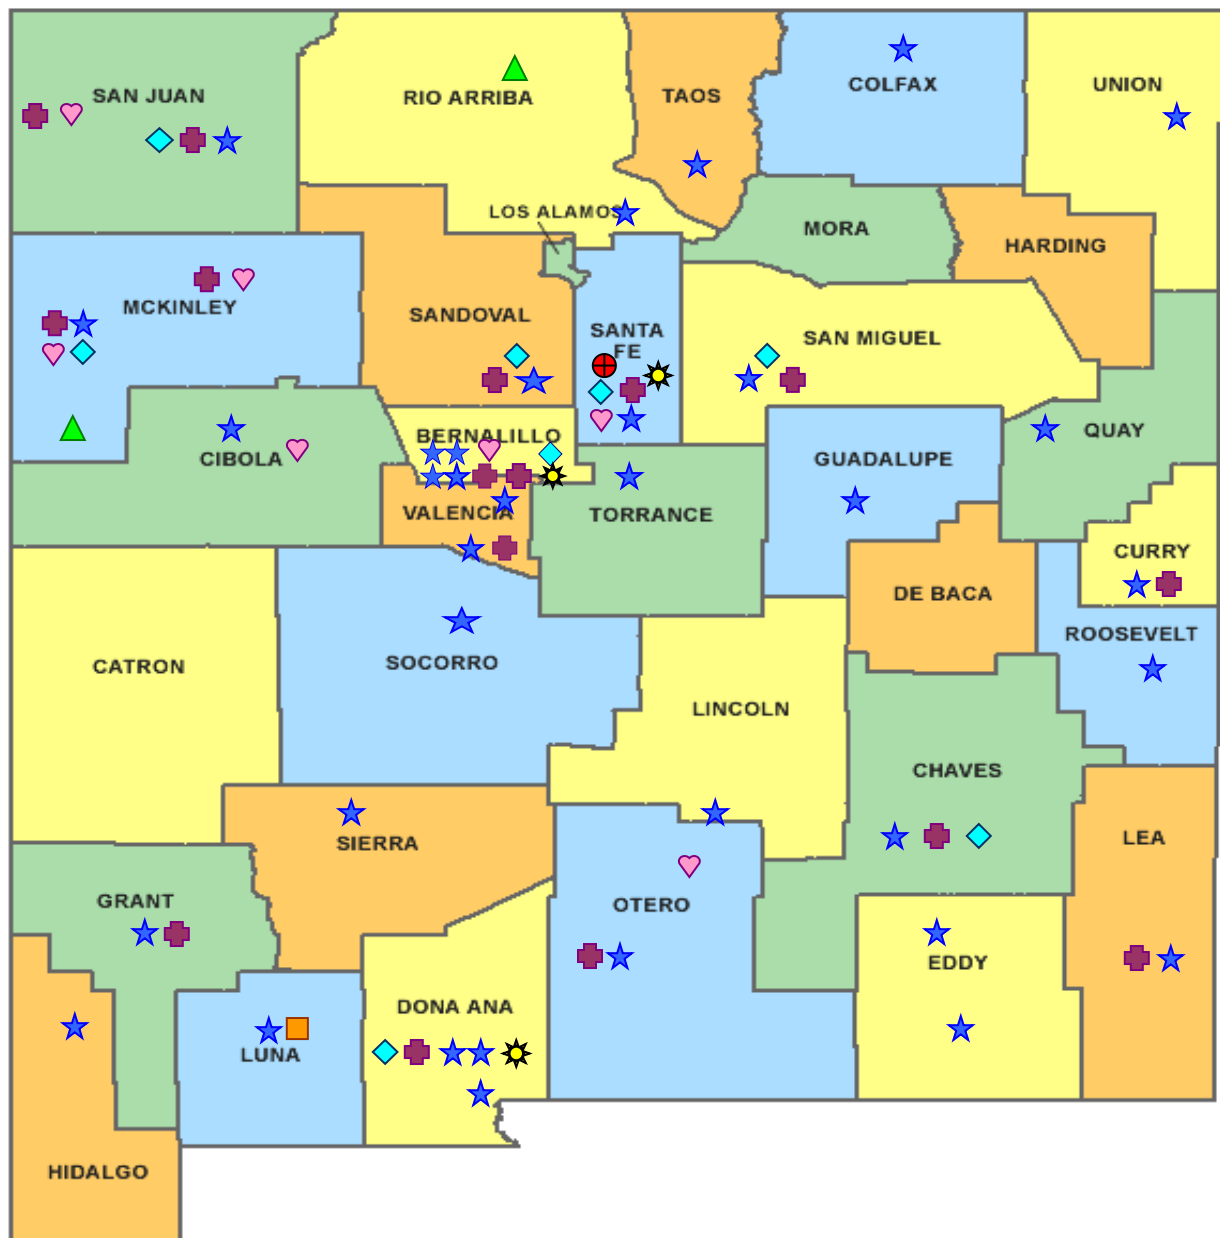 SAN JUAN
RIO ARRIBA
TAOS
COLFAX
UNION
LOS ALAMOS
MORA
HARDING
MCKINLEY
SANDOVAL
SANTA
FE
SAN MIGUEL
CIBOLA
BERNALILLO
GUADALUPE
QUAY
VALENCIA
TORRANCE
CURRY
DE BACA
ROOSEVELT
CATRON
SOCORRO
LINCOLN
CHAVES
SIERRA
LEA
GRANT
OTERO
EDDY
DONA ANA
LUNA
HIDALGO